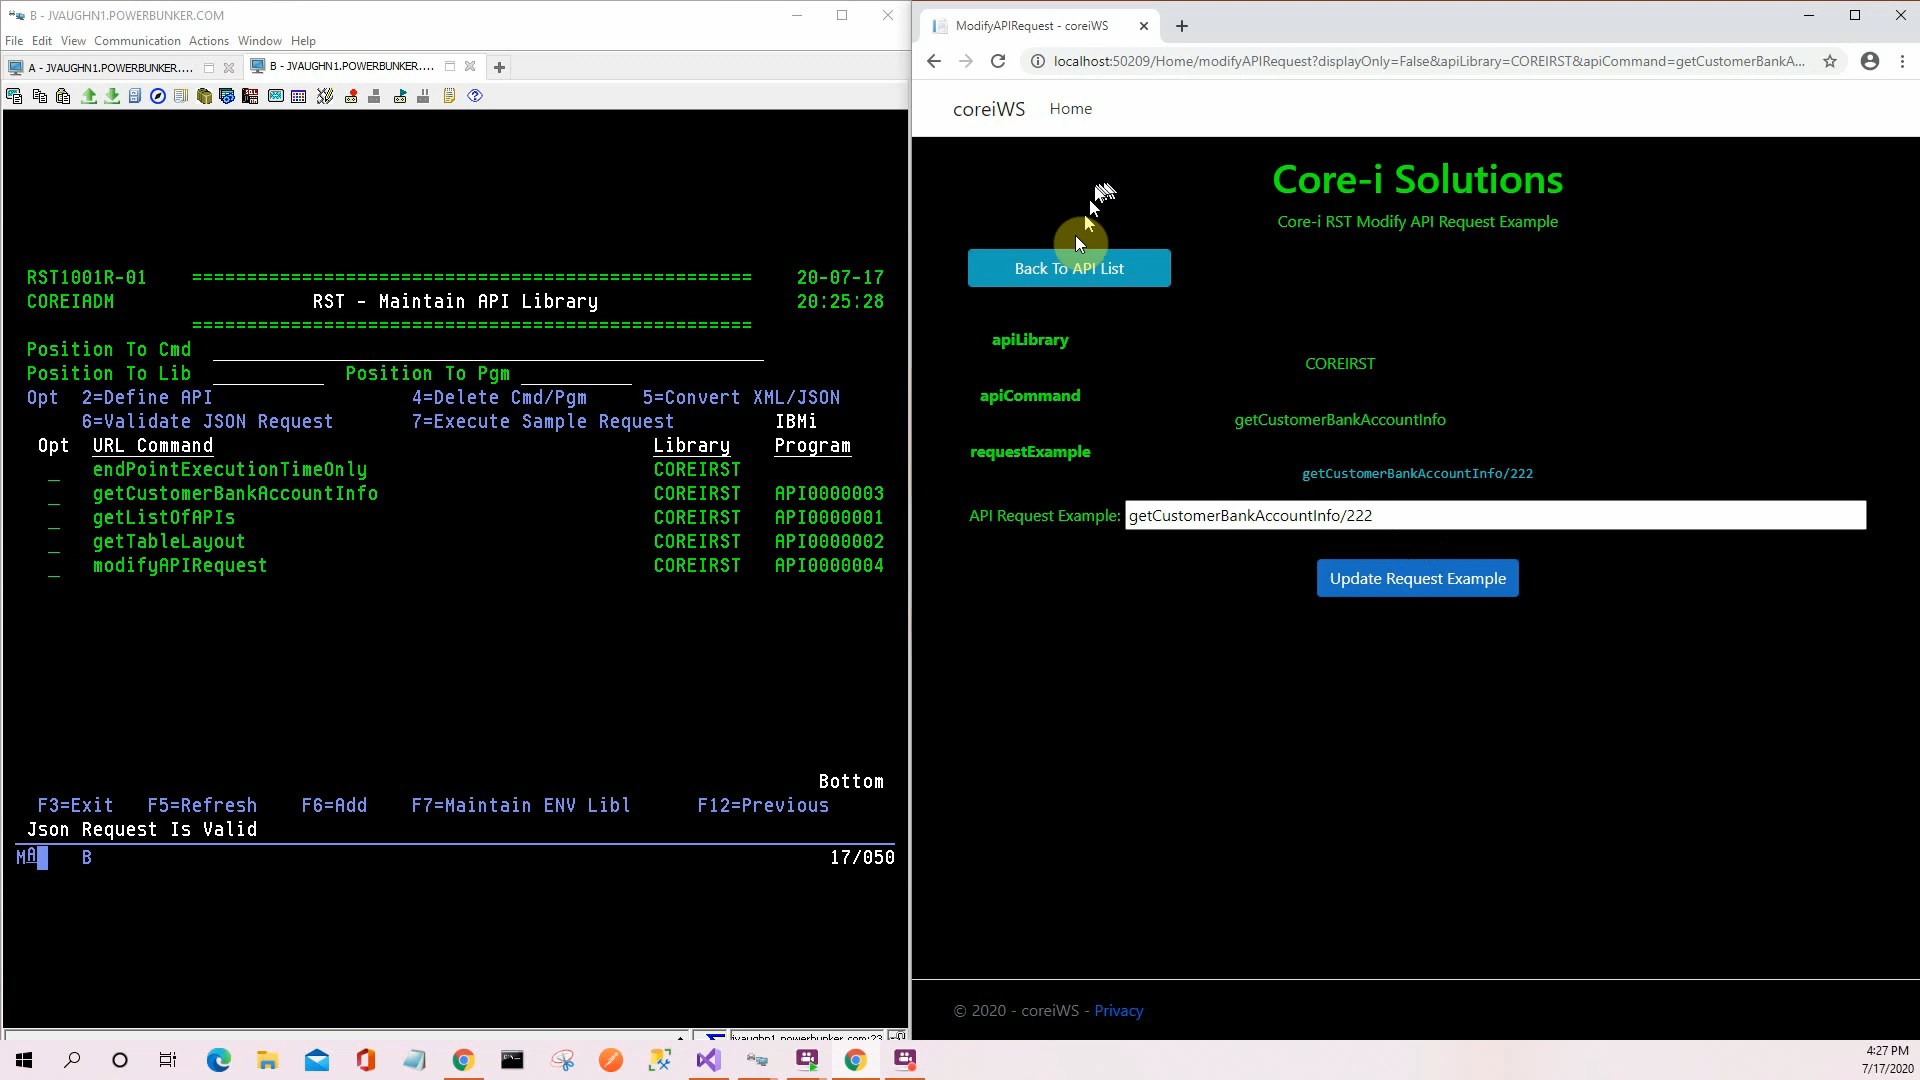 B - JVAUGHN1.POWERBUNKER.COM
File Edit View Communication Actions Window Help
A - JVAUGHN1.POWERBUNKER....
B - JVAUGHN1.POWERBUNKER....
RST1001R-01 =================================================== 20-07-17
COREIADM RST - Maintain API Library 20:25:28
===================================================
Position To Cmd
Position To Lib Position To Pgm
Opt 2=Define API 4=Delete Cmd/Pgm 5=Convert XML/JSON
6=Validate JSON Request 7=Execute Sample Request IBMi
Opt URL Command Library Program
endPointExecutionTimeOnly COREIRST
getCustomerBankAccountInfo COREIRST API0000003
getListOfAPIs COREIRST API0000001
getTableLayout COREIRST API0000002
modifyAPIRequest COREIRST API0000004
Bottom
F3=Exit F5=Refresh F6=Add F7=Maintain ENV Libl F12=Previous
Json Request Is Valid
MA B 17/050
jvaughn1.powerbunker.com:23
ModifyAPIRequest - coreiWS
localhost:50209/Home/modifyAPIRequest?displayOnly=False&apiLibrary=COREIRST&apiCommand=getCustomerBankA...
coreiWS Home
Core-i Solutions
Core-i RST Modify API Request Example
Back To API List
apiLibrary
COREIRST
apiCommand
getCustomerBankAccountInfo
requestExample
getCustomerBankAccountInfo/222
API Request Example: getCustomerBankAccountInfo/222
Update Request Example
© 2020 - coreiWS - Privacy
4:27 PM
7/17/2020